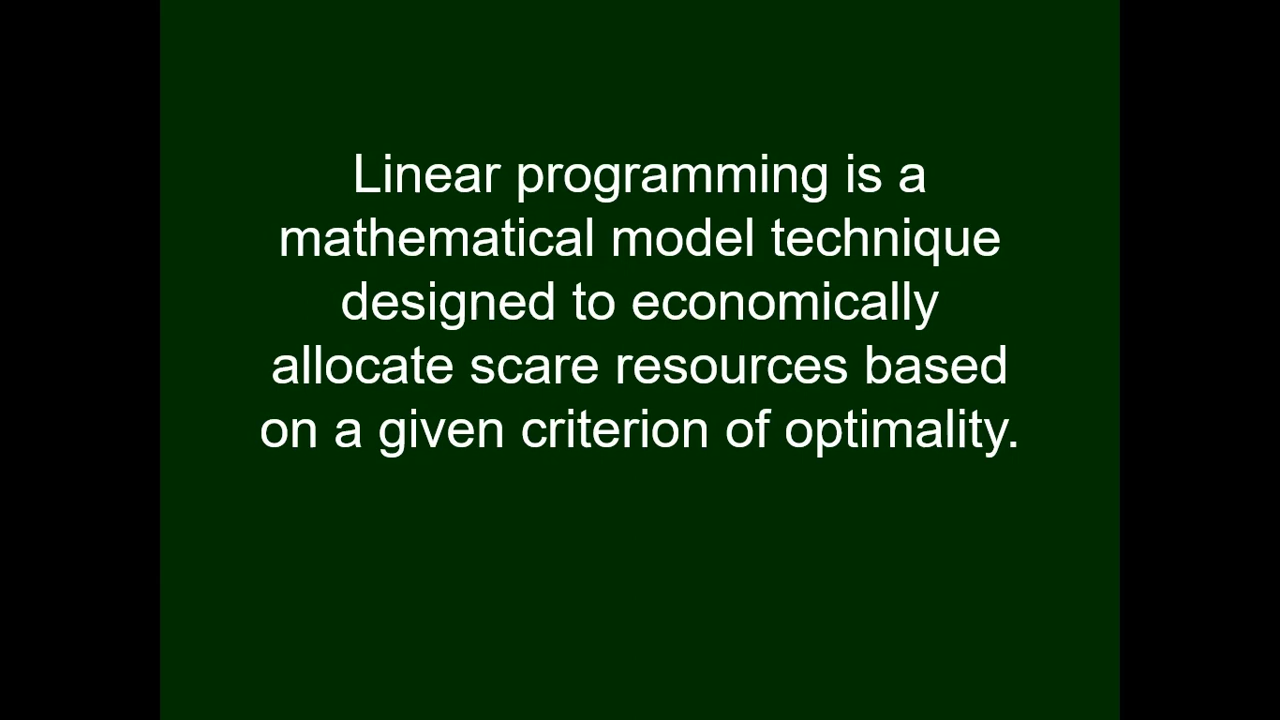 Linear programming is a
mathematical model technique
designed to economically
allocate scare resources based
on a given criterion of optimality.